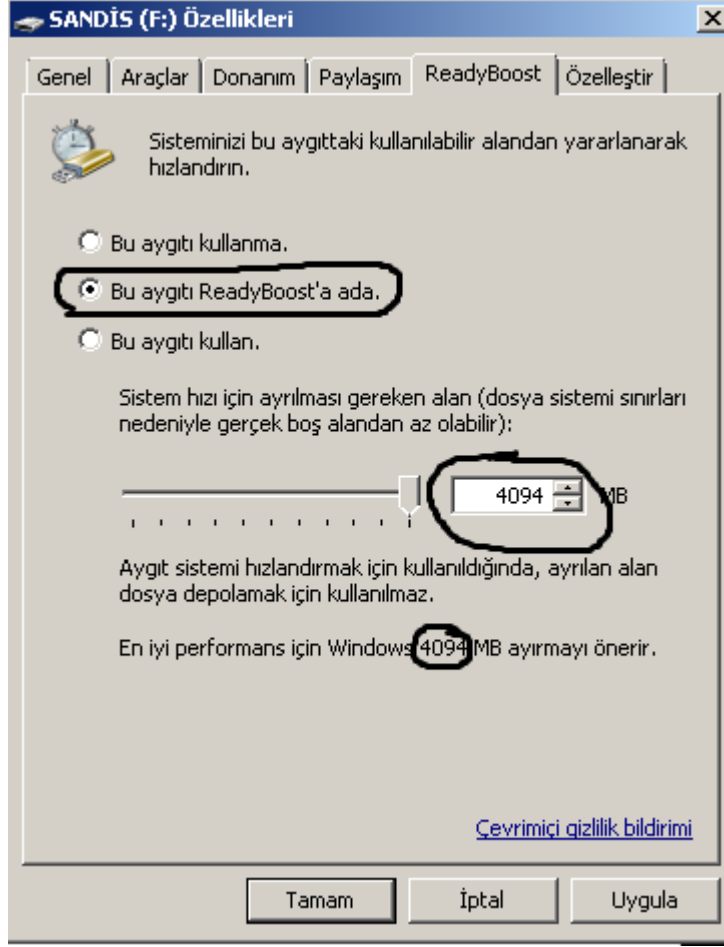 SANDİS (F:) Özellikleri
Genel Araçlar Donanım Paylaşım ReadyBoost Özelleştir
Sisteminizi bu aygıttaki kullanılabilir alandan yararlanarak
hızlandırın.
Bu aygıtı kullanma.
Bu aygıtı ReadyBoost'a ada.
Bu aygıtı kullan.
Sistem hızı için ayrılması gereken alan (dosya sistemi sınırları
nedeniyle gerçek boş alandan az olabilir):
4094 MB
Aygıt sistemi hızlandırmak için kullanıldığında, ayrılan alan
dosya depolamak için kullanılmaz.
En iyi performans için Windows 4094 MB ayırmayı önerir.
Çevrimiçi gizlilik bildirimi
Tamam İptal Uygula